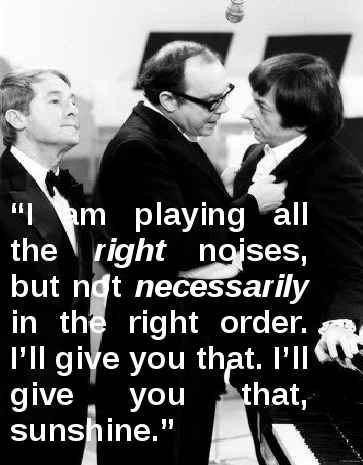 “I am playing all
the right noises,
but not necessarily
in the right order.
I’ll give you that. I’ll
give you that,
sunshine.”